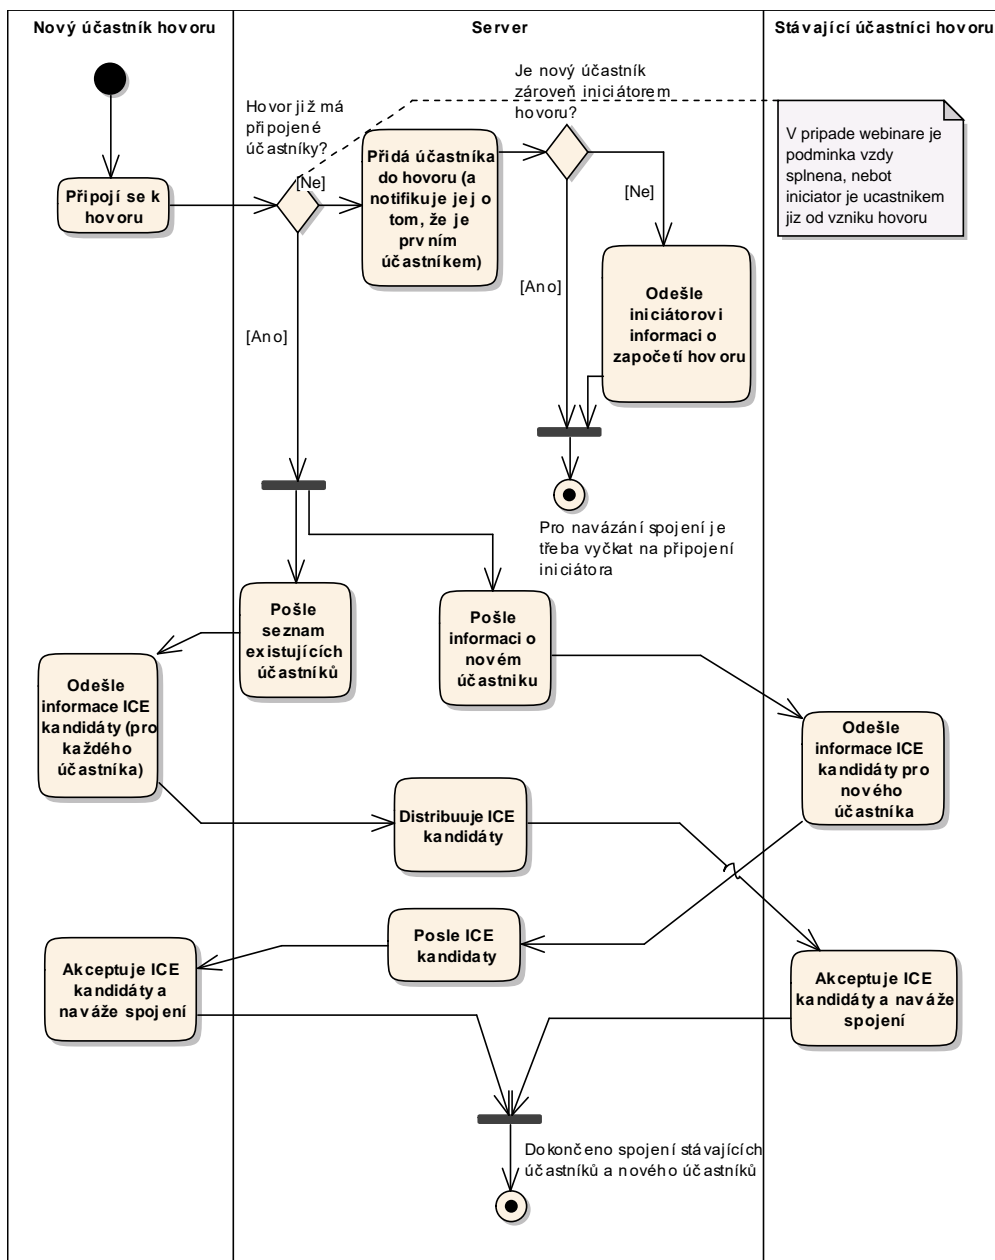 Nový účastník hovoru
Server
Stávající účastníci hovoru
Hovor již má
připojené
účastníky?
Je nový účastník
zároveň iniciátorem
hovoru?
V pripade webinare je
podminka vzdy
splnena, nebot
iniciator je ucastnikem
jiz od vzniku hovoru
Připojí se k
hovoru
[Ne]
Přidá účastníka
do hovoru (a
notifikuje jej o
tom, že je
prvním
účastníkem)
[Ne]
[Ano]
[Ano]
Odešle
iniciátorovi
informaci o
započetí hovoru
Pro navázání spojení je
třeba vyčkat na připojení
iniciátora
Pošle
seznam
existujících
účastníků
Pošle
informaci o
novém
účastniku
Odešle
informace ICE
kandidáty (pro
každého
účastníka)
Odešle
informace ICE
kandidáty pro
nového
účastníka
Distribuuje ICE
kandidáty
Posle ICE
kandidaty
Akceptuje ICE
kandidáty a
naváže spojení
Akceptuje ICE
kandidáty a naváže
spojení
Dokončeno spojení stávajících
účastníků a nového účastníků